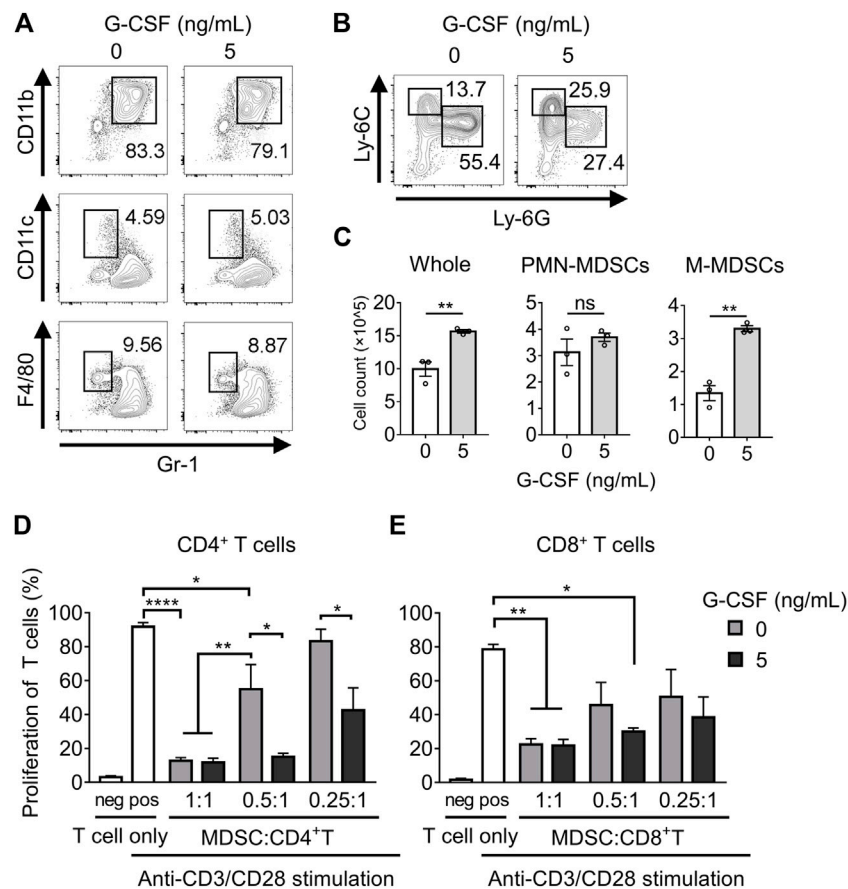 A
G-CSF (ng/mL)
0 5
CD11b
83.3 79.1
CD11c
4.59 5.03
F4/80
9.56 8.87
Gr-1
B
G-CSF (ng/mL)
0 5
Ly-6C
13.7 25.9
55.4 27.4
Ly-6G
C
Whole PMN-MDSCs M-MDSCs
Cell count (×10^5)
20
15
10
5
0
**
0 5
5
4
3
2
1
0
ns
0 5
4
3
2
1
0
**
0 5
G-CSF (ng/mL)
D
CD4+ T cells
Proliferation of T cells (%)
100
80
60
40
20
0
*
****
**
*
*
neg pos 1:1 0.5:1 0.25:1
T cell only MDSC:CD4+T
Anti-CD3/CD28 stimulation
E
CD8+ T cells
100
80
60
40
20
0
*
**
neg pos 1:1 0.5:1 0.25:1
T cell only MDSC:CD8+T
Anti-CD3/CD28 stimulation
G-CSF (ng/mL)
0
5